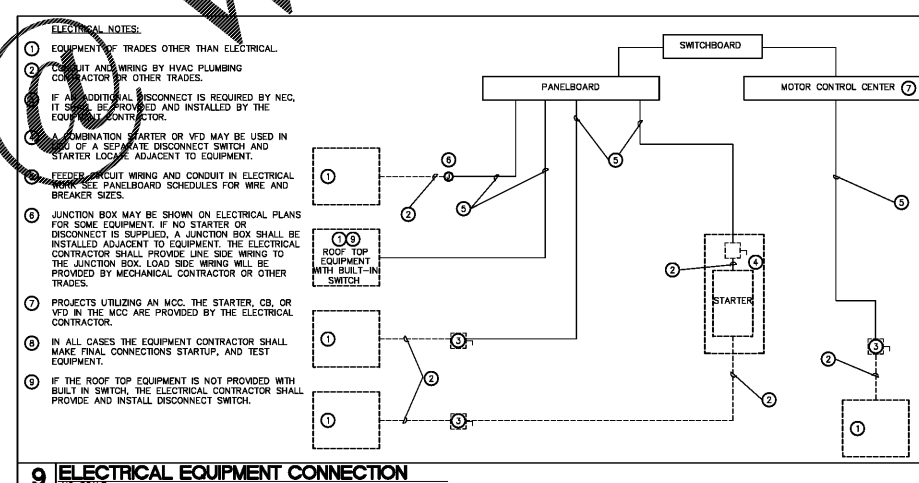 ELECTRICAL NOTES:
1 EQUIPMENT OF TRADES OTHER THAN ELECTRICAL.
2 CONDUIT AND WIRING BY HVAC PLUMBING
CONTRACTOR OR OTHER TRADES.
3 IF AN ADDITIONAL DISCONNECT IS REQUIRED BY NEC,
IT SHALL BE PROVIDED AND INSTALLED BY THE
EQUIPMENT CONTRACTOR.
4 A COMBINATION STARTER OR VFD MAY BE USED IN
LIEU OF A SEPARATE DISCONNECT SWITCH AND
STARTER LOCATE ADJACENT TO EQUIPMENT.
5 FEEDER CIRCUIT WIRING AND CONDUIT IN ELECTRICAL
WORK SEE PANELBOARD SCHEDULES FOR WIRE AND
BREAKER SIZES.
6 JUNCTION BOX MAY BE SHOWN ON ELECTRICAL PLANS
FOR SOME EQUIPMENT. IF NO STARTER OR
DISCONNECT IS SUPPLIED, A JUNCTION BOX SHALL BE
INSTALLED ADJACENT TO EQUIPMENT. THE ELECTRICAL
CONTRACTOR SHALL PROVIDE LINE SIDE WIRING TO
THE JUNCTION BOX. LOAD SIDE WIRING WILL BE
PROVIDED BY MECHANICAL CONTRACTOR OR OTHER
TRADES.
7 PROJECTS UTILIZING AN MCC. THE STARTER, CB, OR
VFD IN THE MCC ARE PROVIDED BY THE ELECTRICAL
CONTRACTOR.
8 IN ALL CASES THE EQUIPMENT CONTRACTOR SHALL
MAKE FINAL CONNECTIONS STARTUP, AND TEST
EQUIPMENT.
9 IF THE ROOF TOP EQUIPMENT IS NOT PROVIDED WITH
BUILT IN SWITCH, THE ELECTRICAL CONTRACTOR SHALL
PROVIDE AND INSTALL DISCONNECT SWITCH.
SWITCHBOARD
PANELBOARD
MOTOR CONTROL CENTER 7
6
5
5
1
2
5
5
1 9
ROOF TOP
EQUIPMENT
WITH BUILT-IN
SWITCH
2
4
STARTER
1
3
3
2
2
2
1
3
1
9 ELECTRICAL EQUIPMENT CONNECTION